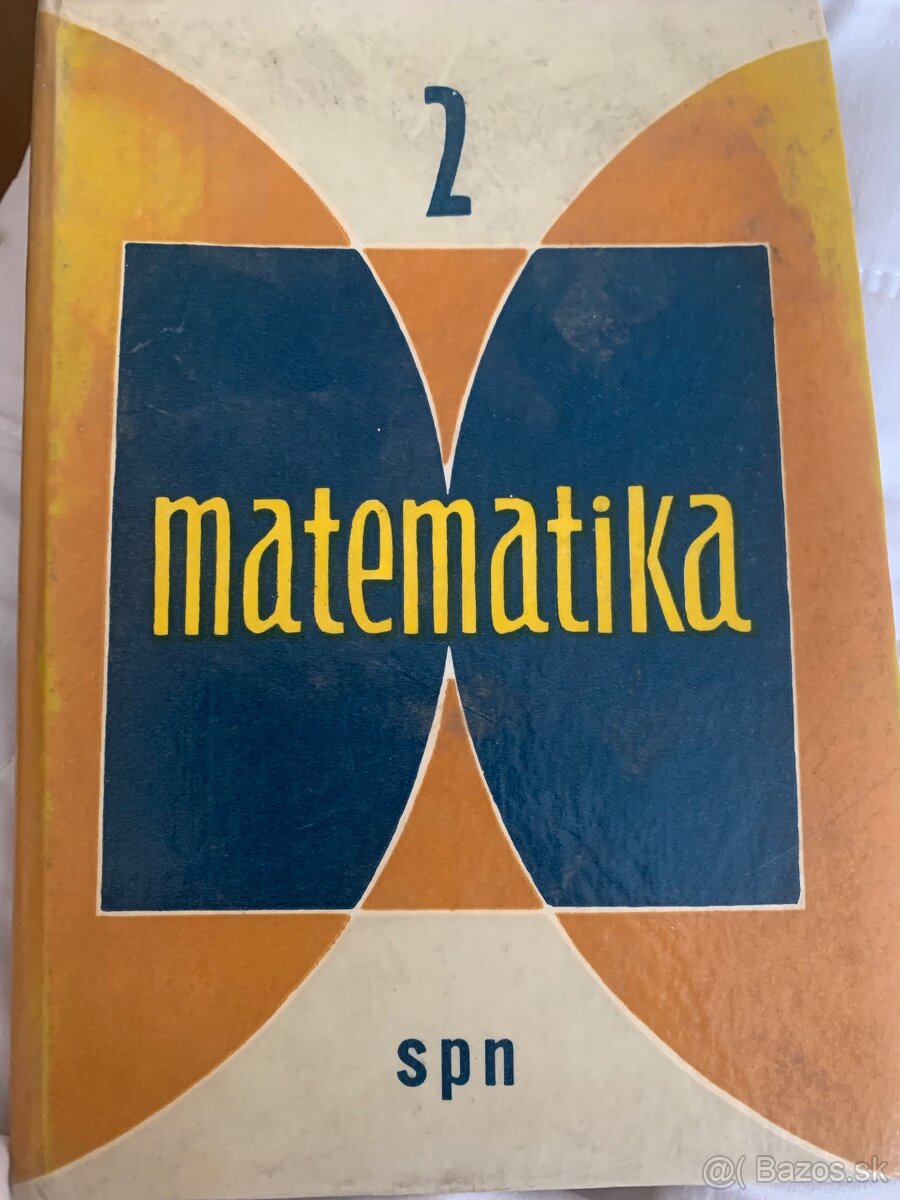 2
matematika
spn
@( Bazos.sk